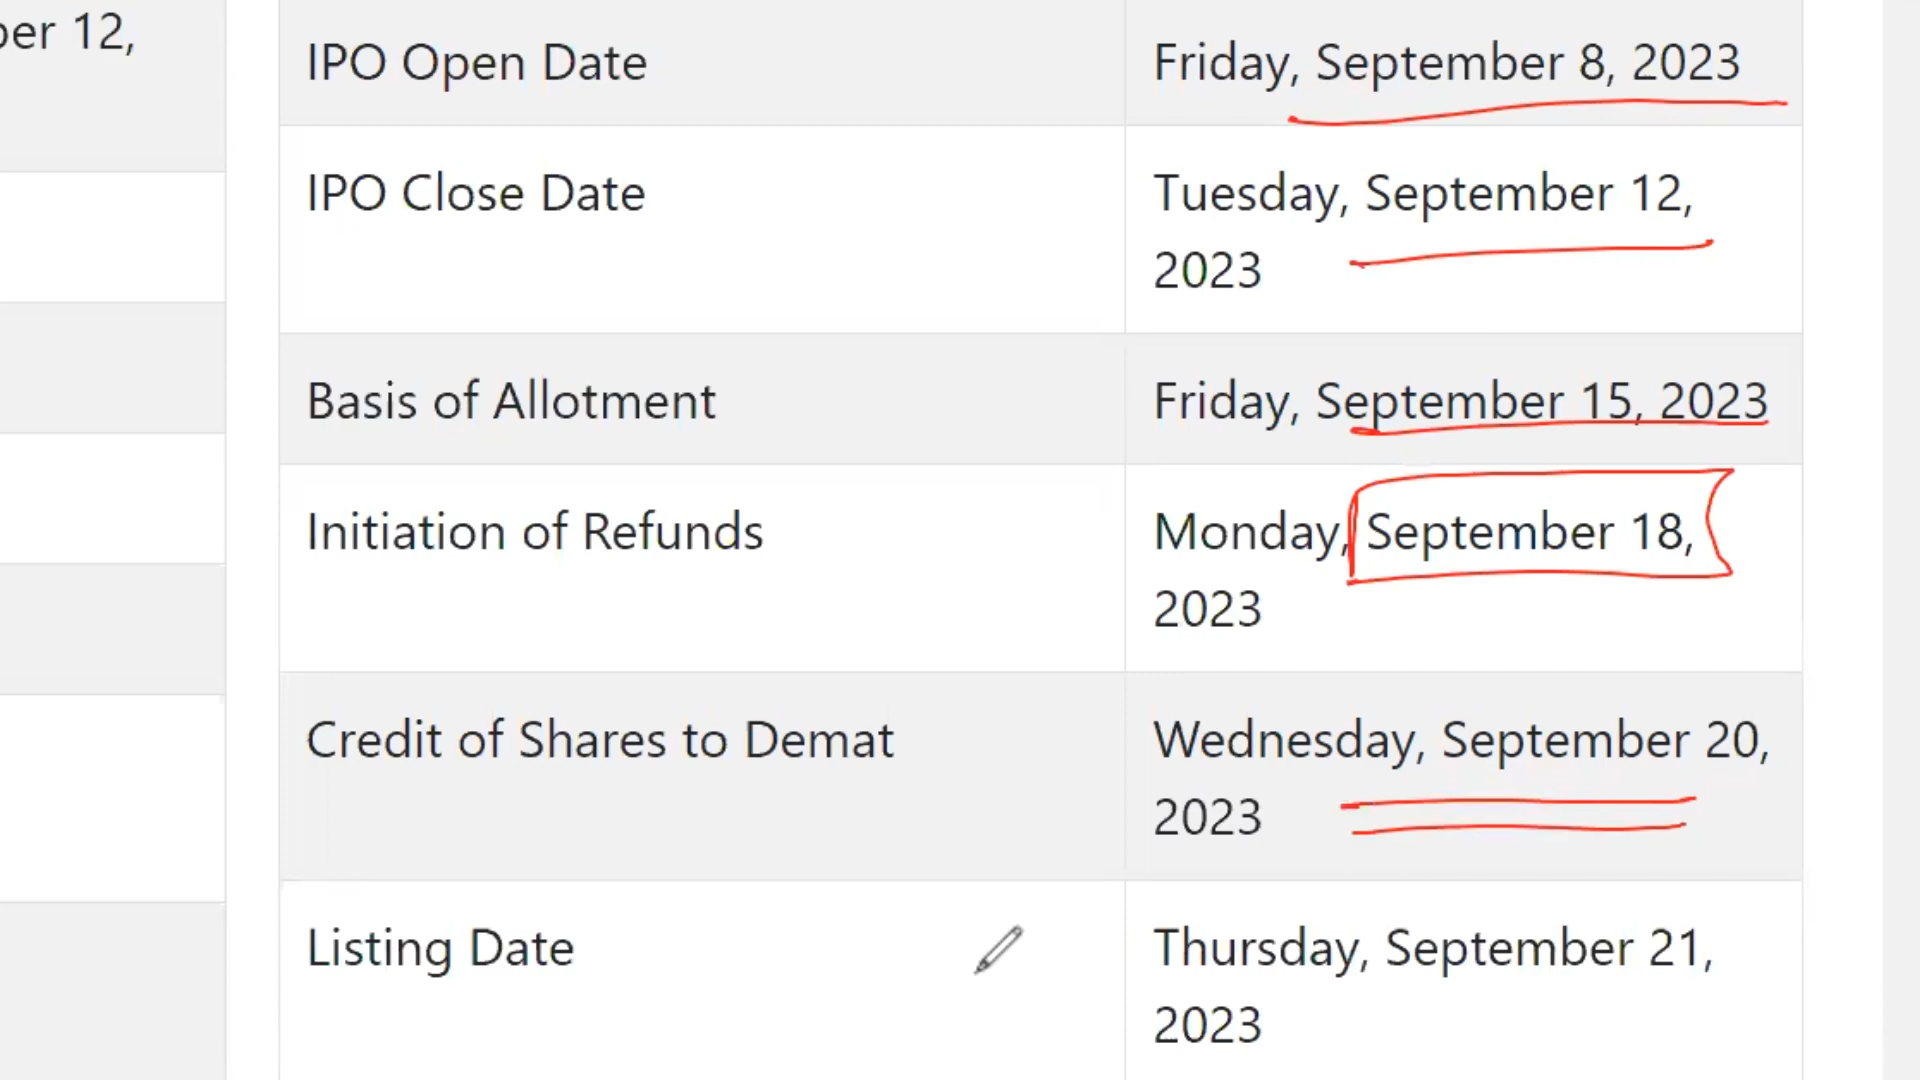 ber 12,
IPO Open Date
Friday, September 8, 2023
IPO Close Date
Tuesday, September 12,
2023
Basis of Allotment
Friday, September 15, 2023
Initiation of Refunds
Monday, September 18,
2023
Credit of Shares to Demat
Wednesday, September 20,
2023
Listing Date
Thursday, September 21,
2023